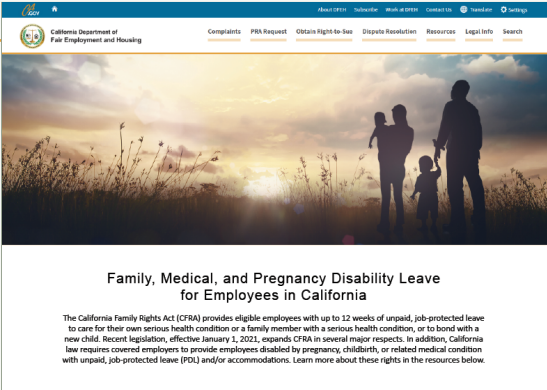 CA.GOV
About DFEH Subscribe Work at DFEH Contact Us Translate Settings
California Department of
Fair Employment and Housing
Complaints PRA Request Obtain Right-to-Sue Dispute Resolution Resources Legal Info Search
Family, Medical, and Pregnancy Disability Leave
for Employees in California
The California Family Rights Act (CFRA) provides eligible employees with up to 12 weeks of unpaid, job-protected leave
to care for their own serious health condition or a family member with a serious health condition, or to bond with a
new child. Recent legislation, effective January 1, 2021, expands CFRA in several major respects. In addition, California
law requires covered employers to provide employees disabled by pregnancy, childbirth, or related medical condition
with unpaid, job-protected leave (PDL) and/or accommodations. Learn more about these rights in the resources below.